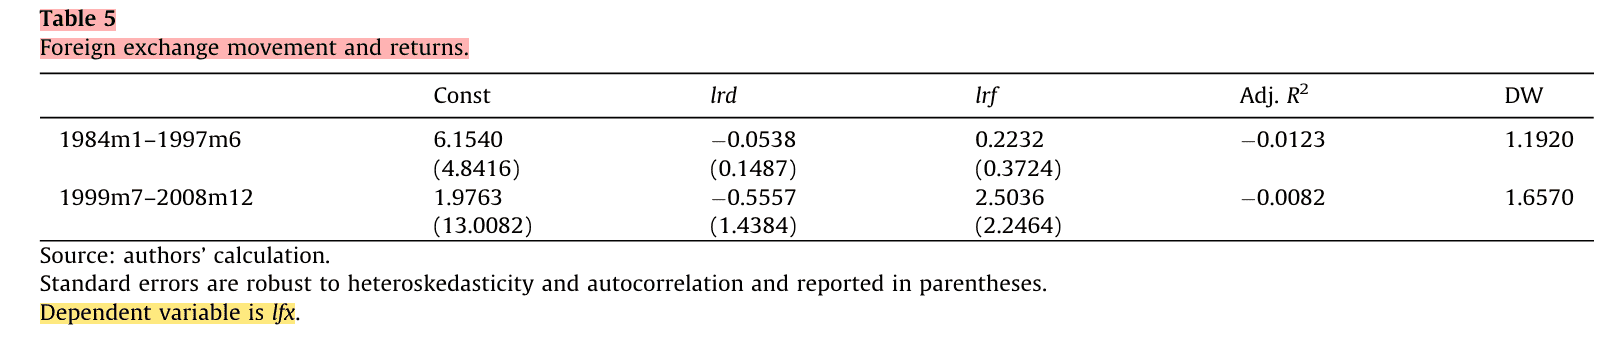 Table 5
Foreign exchange movement and returns.
Const lrd lrf Adj. R² DW
1984m1–1997m6 6.1540 −0.0538 0.2232 −0.0123 1.1920
(4.8416) (0.1487) (0.3724)
1999m7–2008m12 1.9763 −0.5557 2.5036 −0.0082 1.6570
(13.0082) (1.4384) (2.2464)
Source: authors’ calculation.
Standard errors are robust to heteroskedasticity and autocorrelation and reported in parentheses.
Dependent variable is lfx.